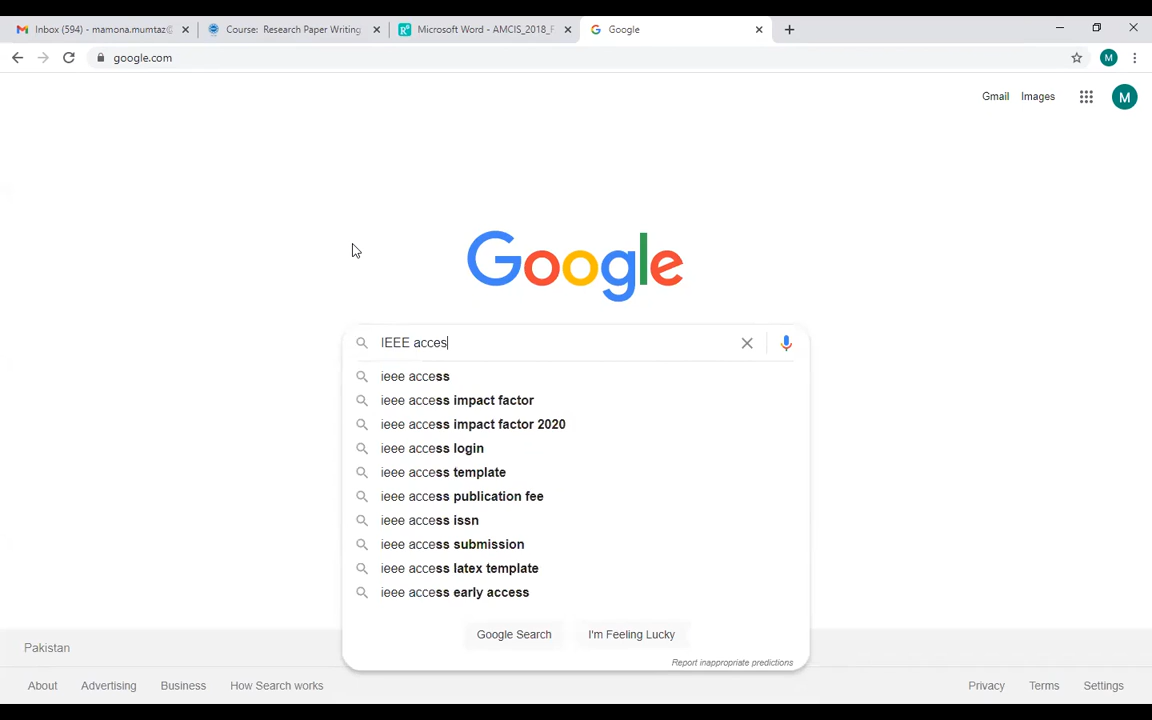 Inbox (594) - mamona.mumtaz@
Course: Research Paper Writing
Microsoft Word - AMCIS_2018_F
Google
google.com
Gmail
Images
M
Google
IEEE acces
ieee access
ieee access impact factor
ieee access impact factor 2020
ieee access login
ieee access template
ieee access publication fee
ieee access issn
ieee access submission
ieee access latex template
ieee access early access
Google Search
I'm Feeling Lucky
Report inappropriate predictions
Pakistan
About
Advertising
Business
How Search works
Privacy
Terms
Settings